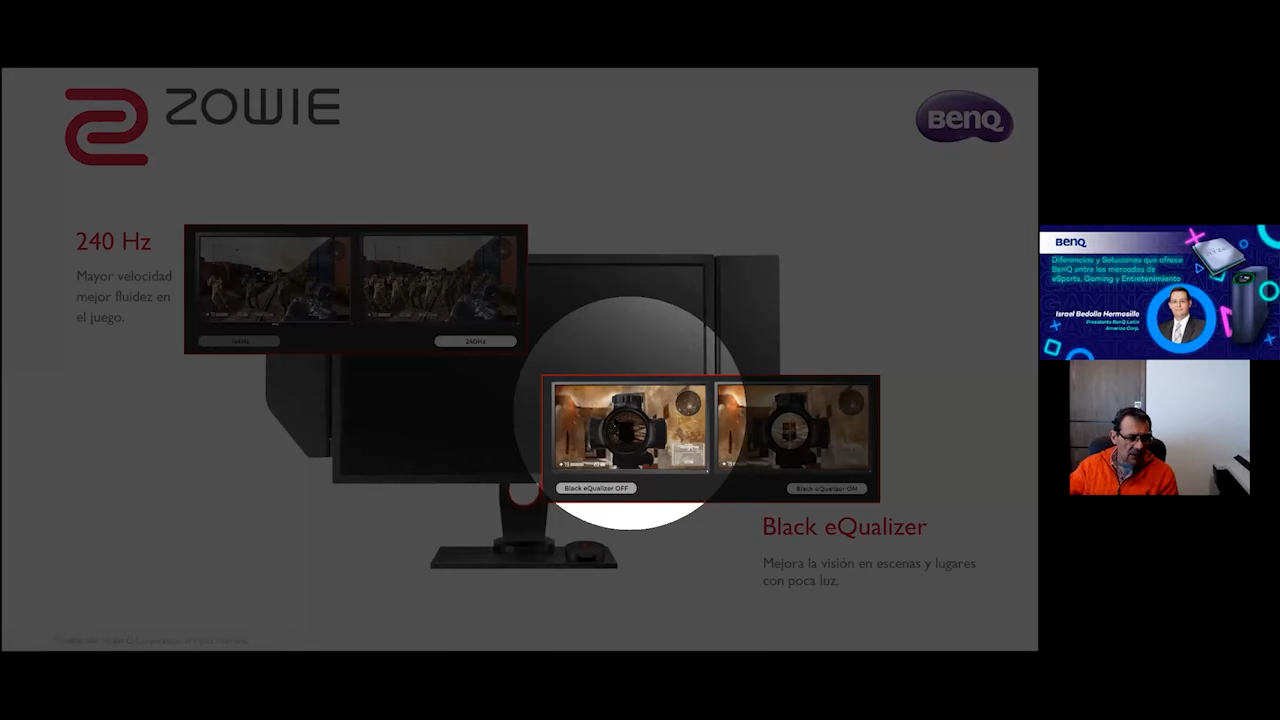 ZOWIE
BenQ
240 Hz
Mayor velocidad
mejor fluidez en
el juego.
240Hz
Black eQualizer OFF
Black eQualizer ON
Black eQualizer
Mejora la visión en escenas y lugares
con poca luz.
BenQ
Diferencias y Soluciones que ofrece
BenQ entre los mercados de
eSports, Gaming y Entretenimiento
Israel Bedolla Hermosillo
Presidente BenQ Latin
America Corp.